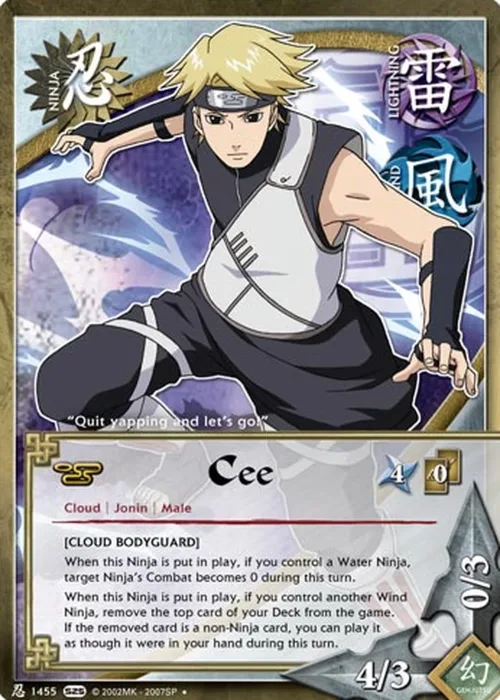 忍
NINJA
雷
LIGHTNING
風
"Quit yapping and let's go!"
Cee
4
0
Cloud | Jonin | Male
[CLOUD BODYGUARD]
When this Ninja is put in play, if you control a Water Ninja,
target Ninja's Combat becomes 0 during this turn.
When this Ninja is put in play, if you control another Wind
Ninja, remove the top card of your Deck from the game.
If the removed card is a non-Ninja card, you can play it
as though it were in your hand during this turn.
0/3
4/3
幻
GENJUTSU
忍 1455 SZS © 2002MK - 2007SP